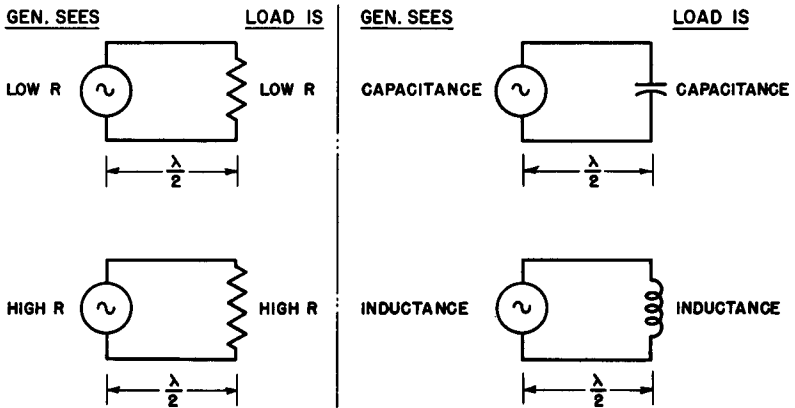 GEN. SEES
LOAD IS
LOW R
LOW R
λ
2
HIGH R
HIGH R
λ
2
GEN. SEES
LOAD IS
CAPACITANCE
CAPACITANCE
λ
2
INDUCTANCE
INDUCTANCE
λ
2